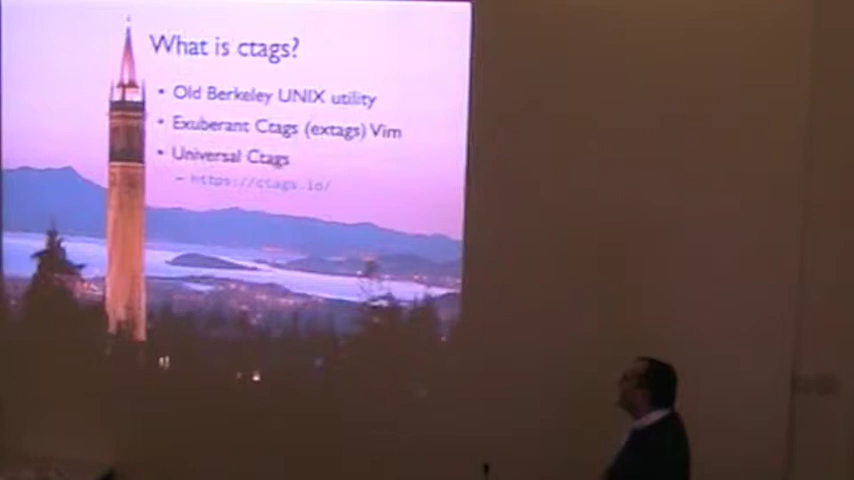 What is ctags?
• Old Berkeley UNIX utility
• Exuberant Ctags (extags) Vim
• Universal Ctags
– https://ctags.io/